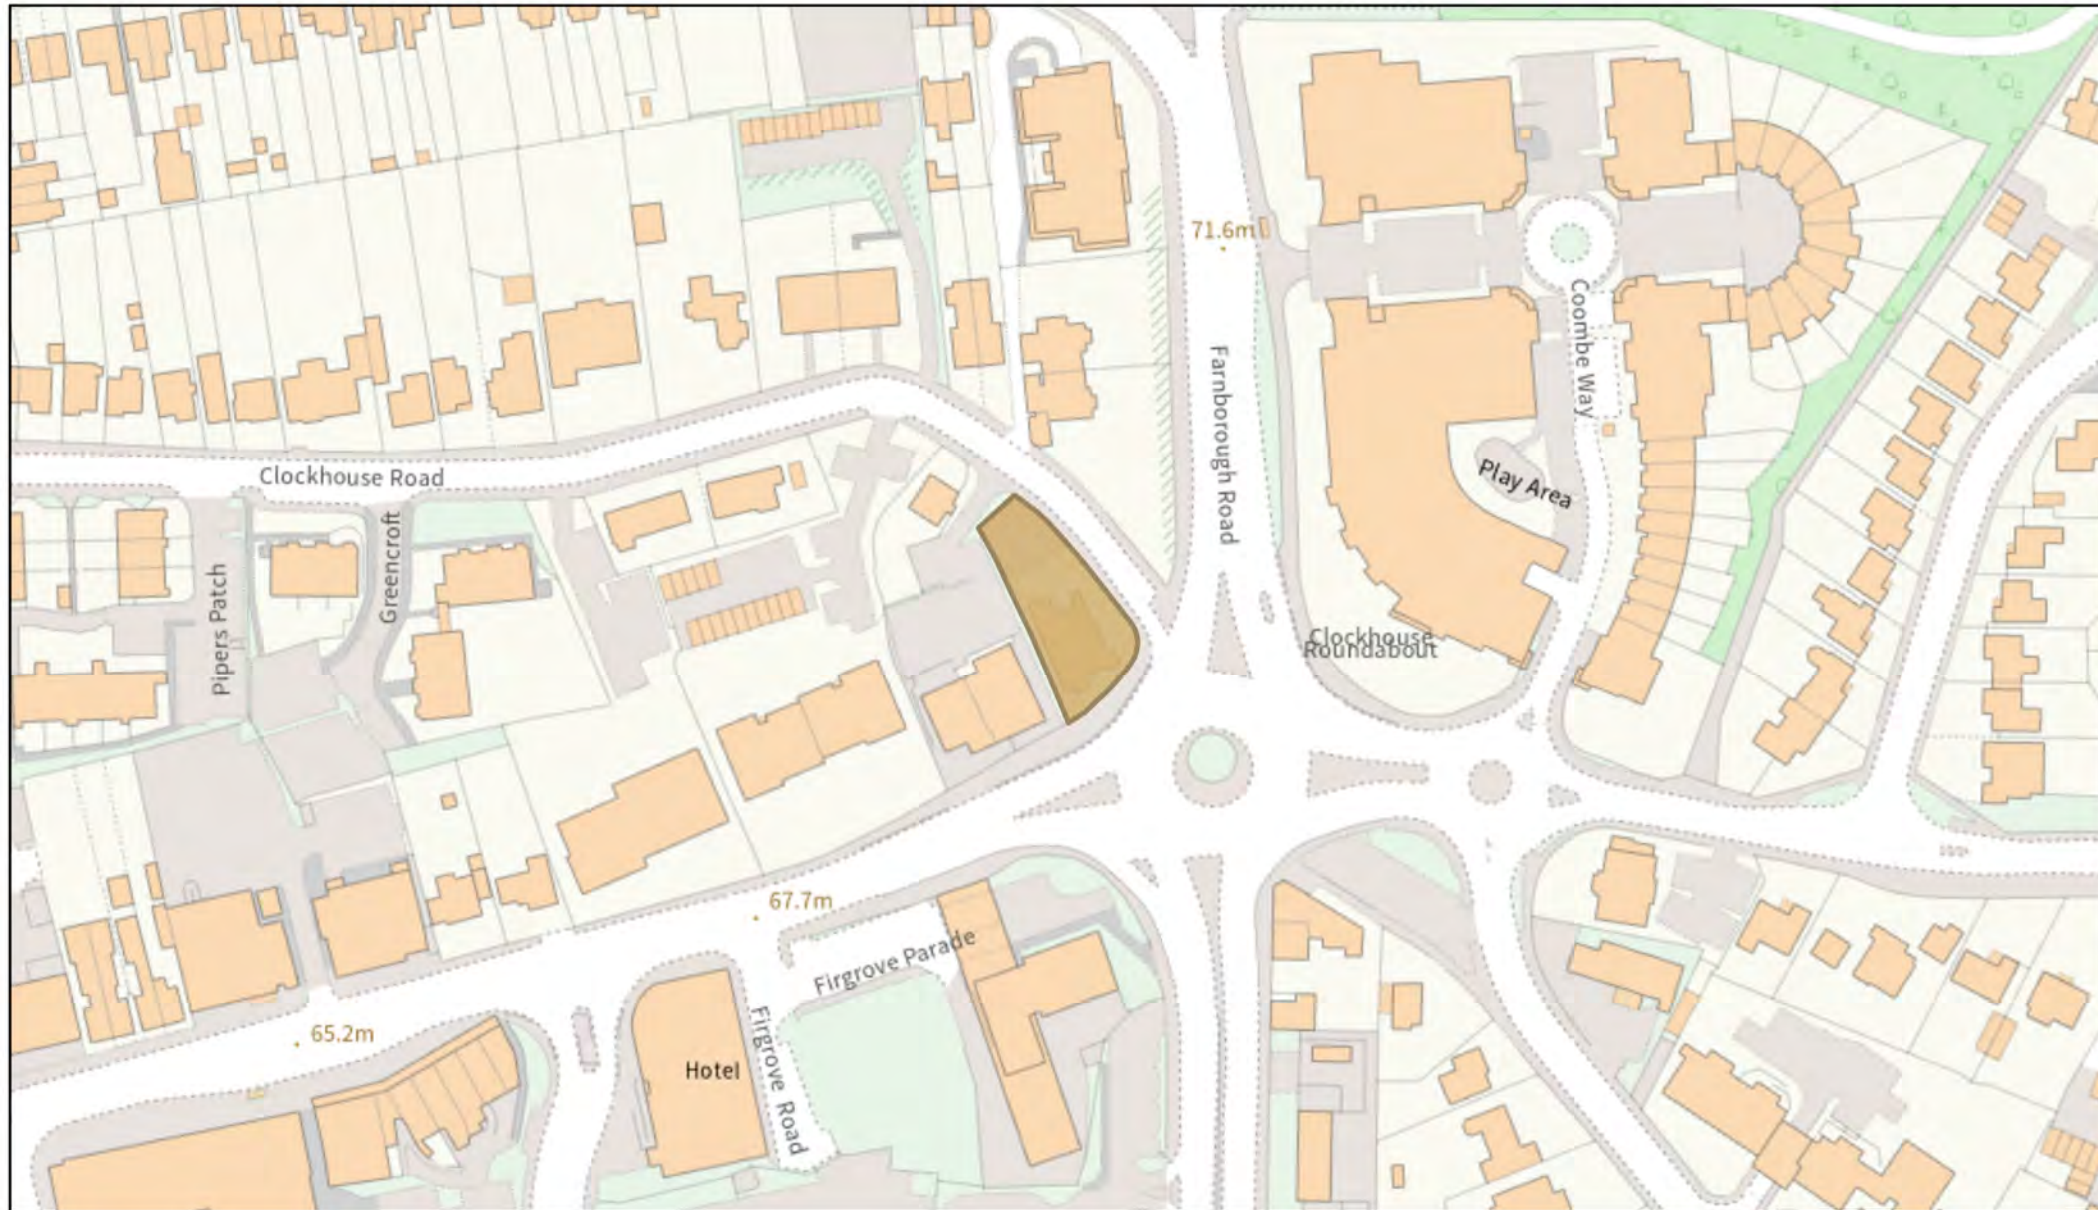 71.6m
Coombe Way
Farnborough Road
Clockhouse Road
Play Area
Greencroft
Pipers Patch
Clockhouse
Roundabout
67.7m
Firgrove Parade
65.2m
Firgrove Road
Hotel